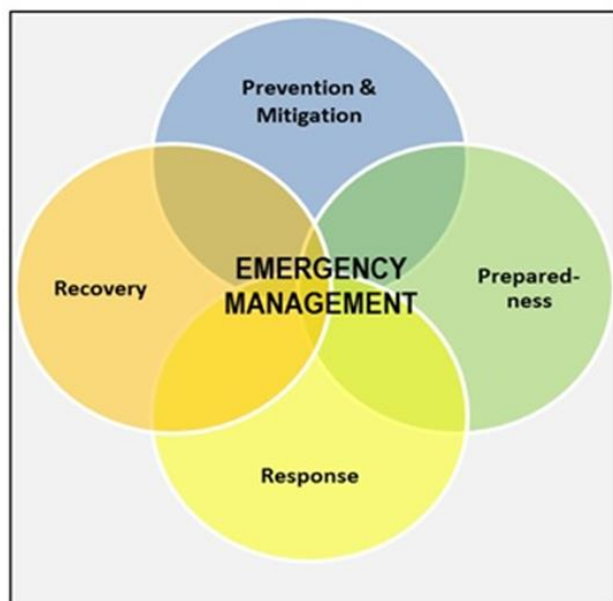 Prevention &
Mitigation
EMERGENCY
MANAGEMENT
Recovery
Prepared-
ness
Response